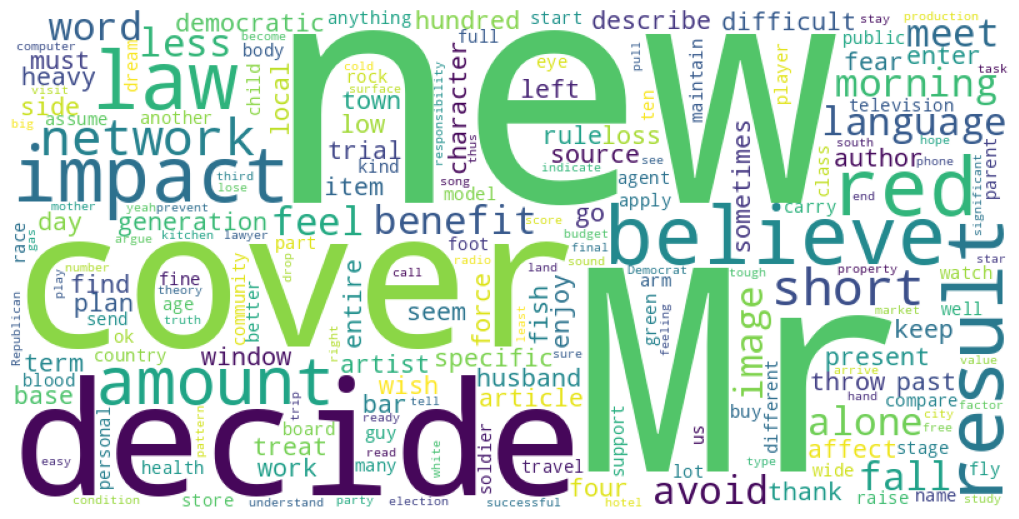 new
Mr
cover
decide
impact
law
believe
result
amount
red
short
network
language
fall
avoid
alone
benefit
feel
less
word
meet
morning
image
democratic
hundred
describe
difficult
anything
start
stay
production
public
become
computer
dream
must
heavy
body
full
cold
surface
eye
rock
child
local
side
visit
big
assume
another
town
low
character
responsibility
left
ten
pull
maintain
player
fear
enter
task
television
trial
kind
item
thus
rule
loss
source
indicate
see
agent
apply
sometimes
class
author
south
hope
phone
parent
significant
third
lose
song
model
go
carry
end
mother
yeah
prevent
generation
day
race
gas
argue
kitchen
lawyer
part
score
foot
budget
final
sound
star
number
find
fine
theory
drop
radio
call
land
Democrat
tough
property
watch
well
play
plan
age
truth
send
ok
community
better
entire
seem
force
least
fish
enjoy
arm
green
feeling
market
keep
Republican
term
country
window
right
artist
specific
sure
present
value
arrive
throw
past
blood
base
wish
husband
article
buy
different
hand
compare
city
factor
free
trip
tell
bar
guy
ready
board
treat
pattern
personal
easy
health
work
many
read
white
soldier
travel
support
us
lot
type
affect
stage
wide
fly
four
thank
raise
name
study
condition
store
understand
party
election
successful
hotel